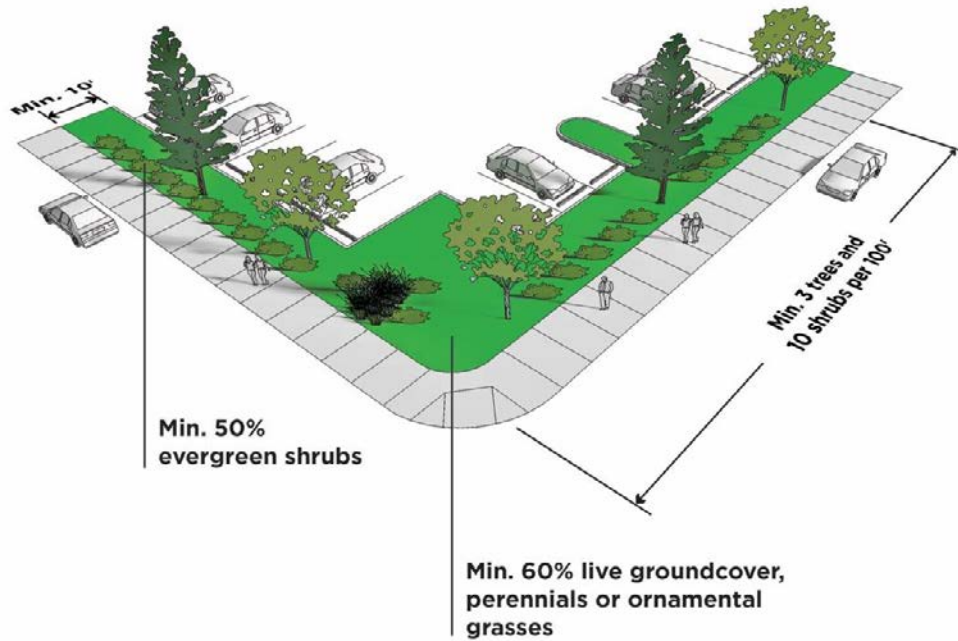 Min. 10'
Min. 3 trees and
10 shrubs per 100'
Min. 50%
evergreen shrubs
Min. 60% live groundcover,
perennials or ornamental
grasses